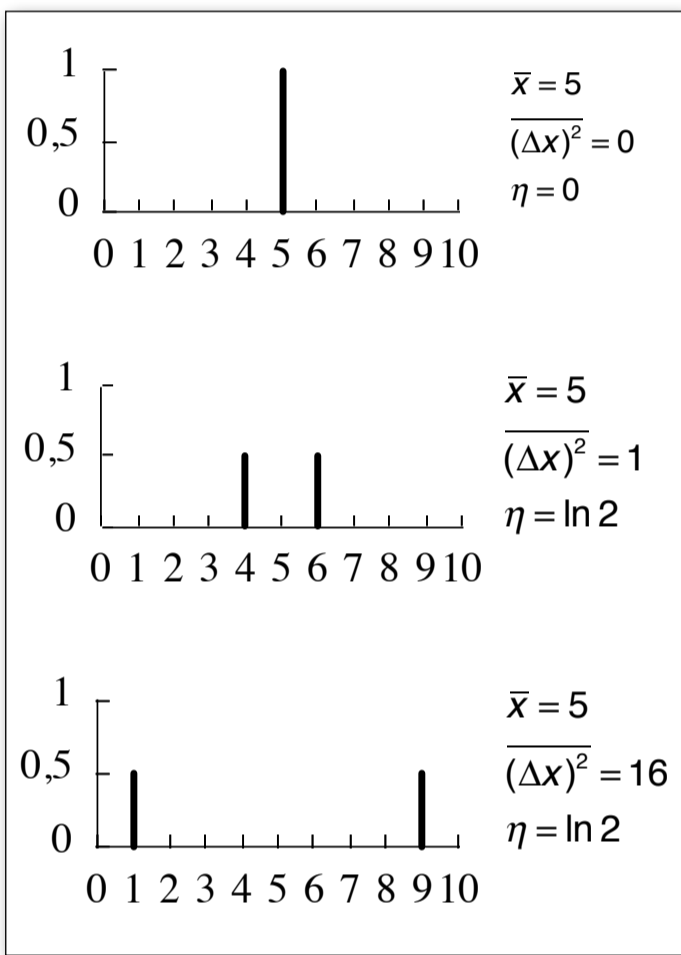 1
0,5
0
0 1 2 3 4 5 6 7 8 9 10
x̅ = 5
\overline{(Δx)²} = 0
η = 0
1
0,5
0
0 1 2 3 4 5 6 7 8 9 10
x̅ = 5
\overline{(Δx)²} = 1
η = ln 2
1
0,5
0
0 1 2 3 4 5 6 7 8 9 10
x̅ = 5
\overline{(Δx)²} = 16
η = ln 2